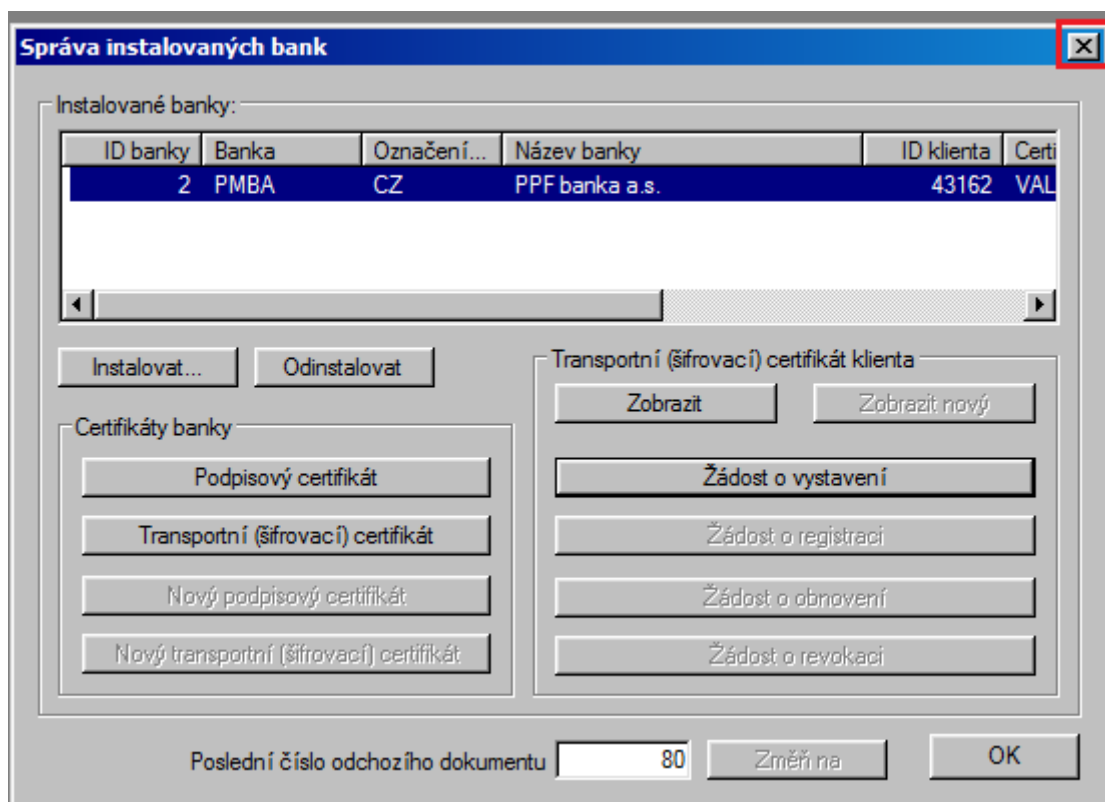 Správa instalovaných bank
Instalované banky:
ID banky Banka Označení... Název banky ID klienta Certi
2 PMBA CZ PPF banka a.s. 43162 VAL
Instalovat... Odinstalovat
Transportní (šifrovací) certifikát klienta
Zobrazit Zobrazit nový
Certifikáty banky
Podpisový certifikát
Žádost o vystavení
Transportní (šifrovací) certifikát
Žádost o registraci
Nový podpisový certifikát
Žádost o obnovení
Nový transportní (šifrovací) certifikát
Žádost o revokaci
Poslední číslo odchozího dokumentu 80 Změň na OK